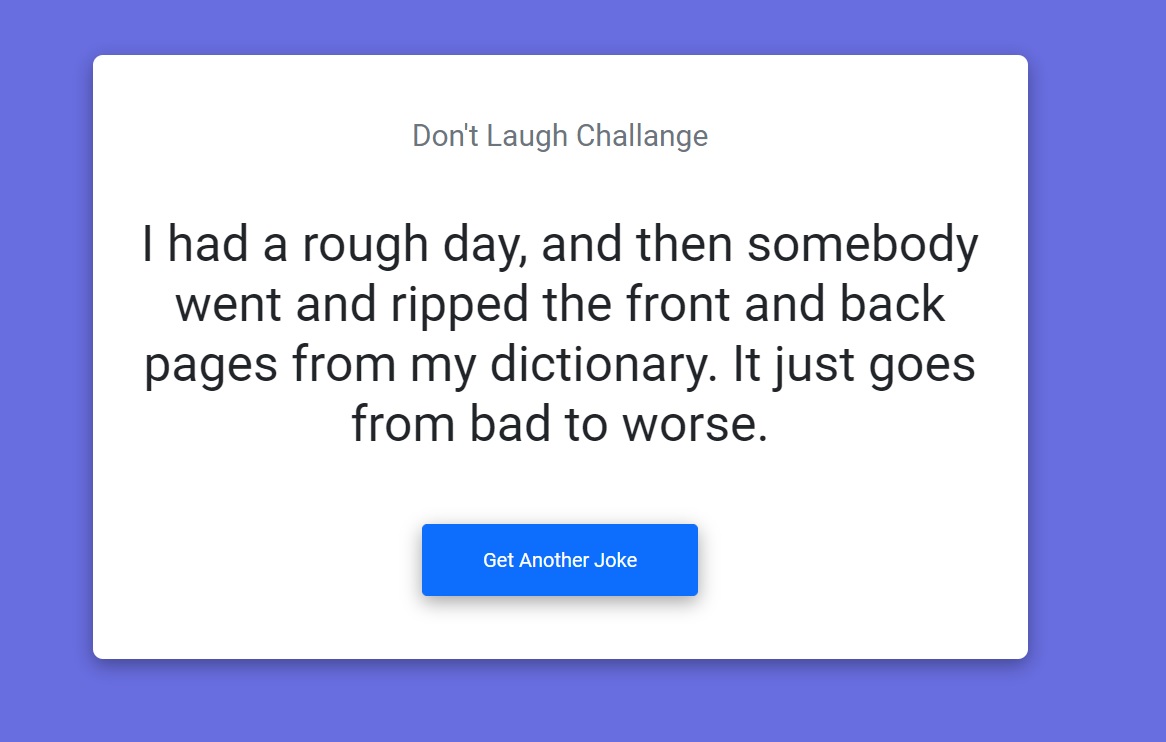 Don't Laugh Challange
I had a rough day, and then somebody
went and ripped the front and back
pages from my dictionary. It just goes
from bad to worse.
Get Another Joke